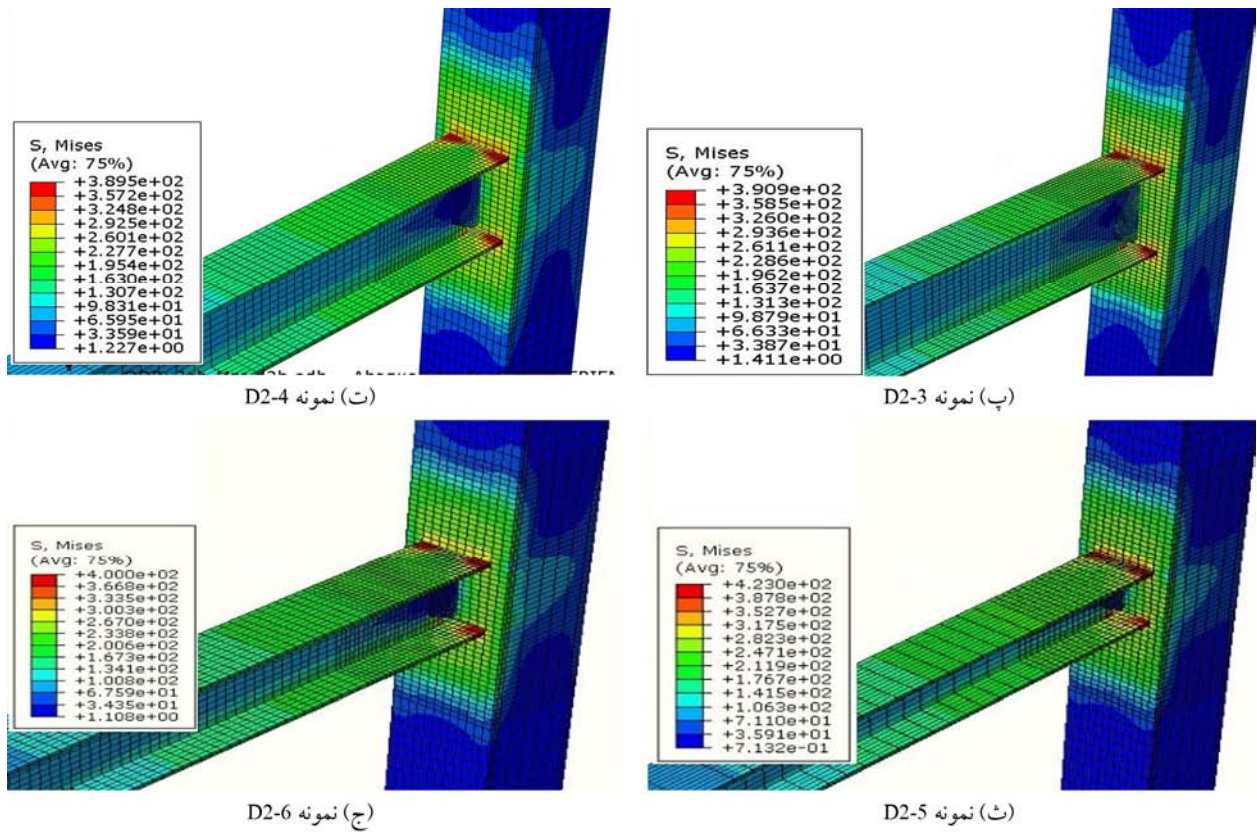 S, Mises
(Avg: 75%)
+3.895e+02
+3.572e+02
+3.248e+02
+2.925e+02
+2.601e+02
+2.277e+02
+1.954e+02
+1.630e+02
+1.307e+02
+9.831e+01
+6.595e+01
+3.359e+01
+1.227e+00
(ت) نمونه D2-4
S, Mises
(Avg: 75%)
+3.909e+02
+3.585e+02
+3.260e+02
+2.936e+02
+2.611e+02
+2.286e+02
+1.962e+02
+1.637e+02
+1.313e+02
+9.879e+01
+6.633e+01
+3.387e+01
+1.411e+00
(پ) نمونه D2-3
S, Mises
(Avg: 75%)
+4.000e+02
+3.668e+02
+3.335e+02
+3.003e+02
+2.670e+02
+2.338e+02
+2.006e+02
+1.673e+02
+1.341e+02
+1.008e+02
+6.759e+01
+3.435e+01
+1.108e+00
(ج) نمونه D2-6
S, Mises
(Avg: 75%)
+4.230e+02
+3.878e+02
+3.527e+02
+3.175e+02
+2.823e+02
+2.471e+02
+2.119e+02
+1.767e+02
+1.415e+02
+1.063e+02
+7.110e+01
+3.591e+01
+7.132e-01
(ث) نمونه D2-5